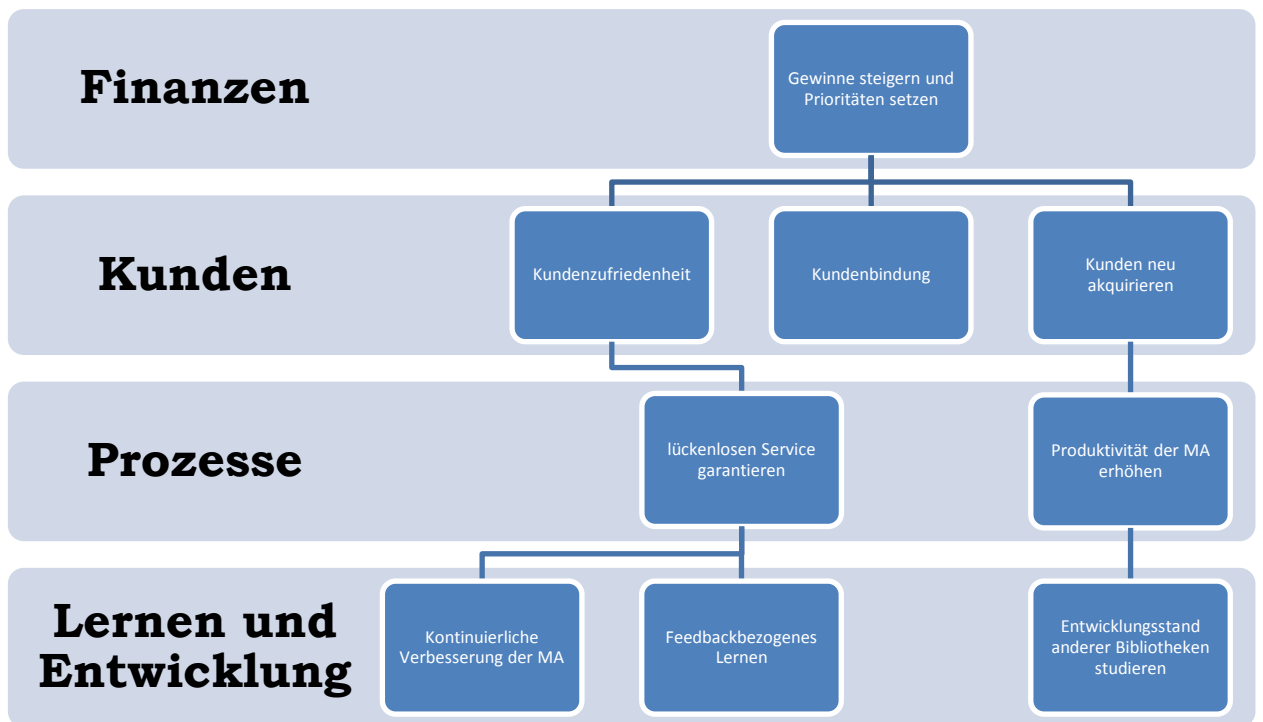 Finanzen
Gewinne steigern und
Prioritäten setzen
Kunden
Kundenzufriedenheit
Kundenbindung
Kunden neu
akquirieren
Prozesse
lückenlosen Service
garantieren
Produktivität der MA
erhöhen
Lernen und
Entwicklung
Kontinuierliche
Verbesserung der MA
Feedbackbezogenes
Lernen
Entwicklungsstand
anderer Bibliotheken
studieren